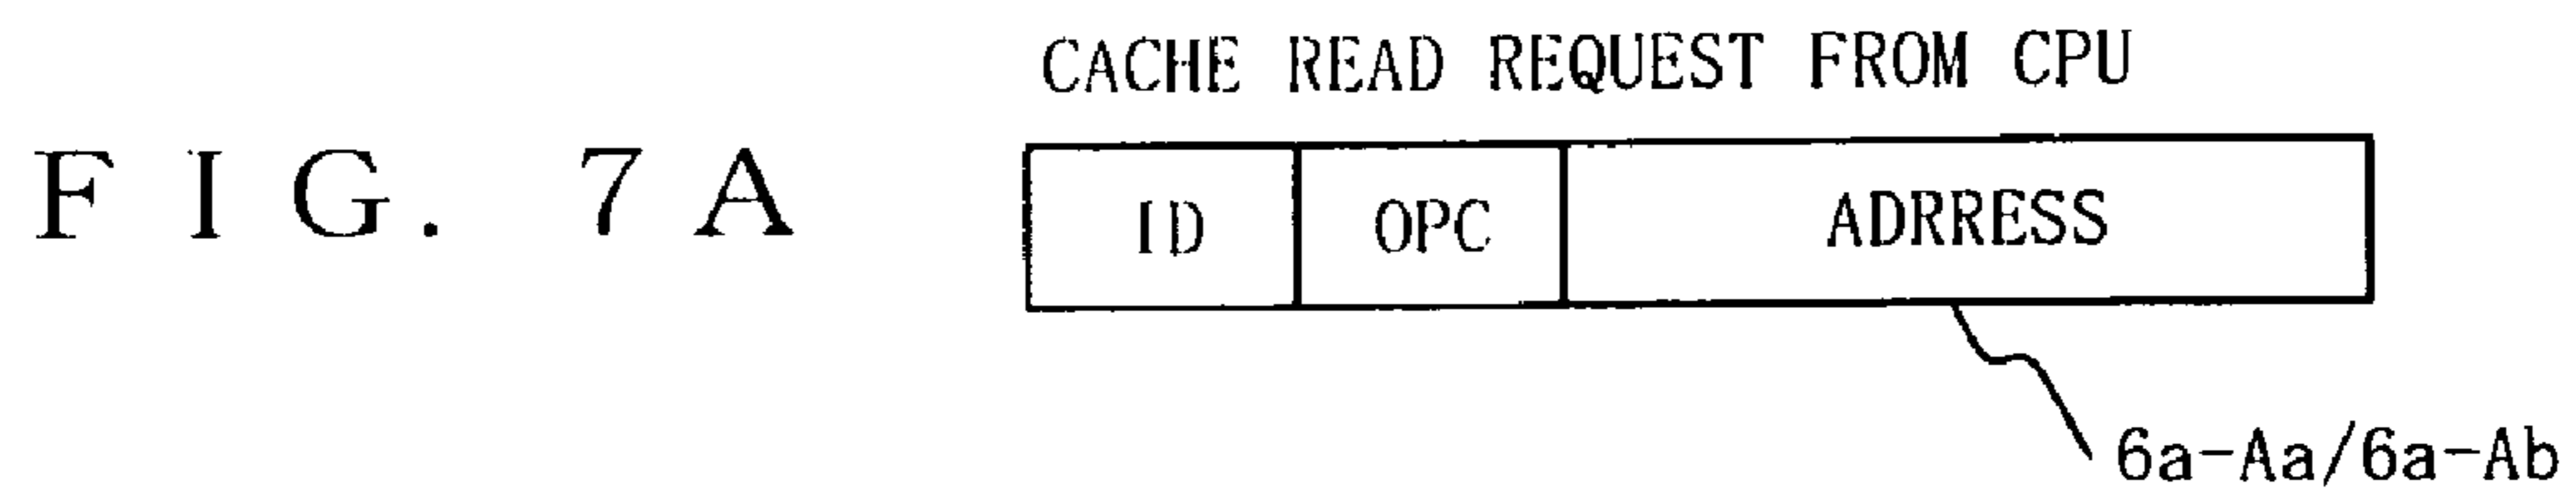 CACHE READ REQUEST FROM CPU
FIG. 7A
ID OPC ADRRESS
6a-Aa/6a-Ab